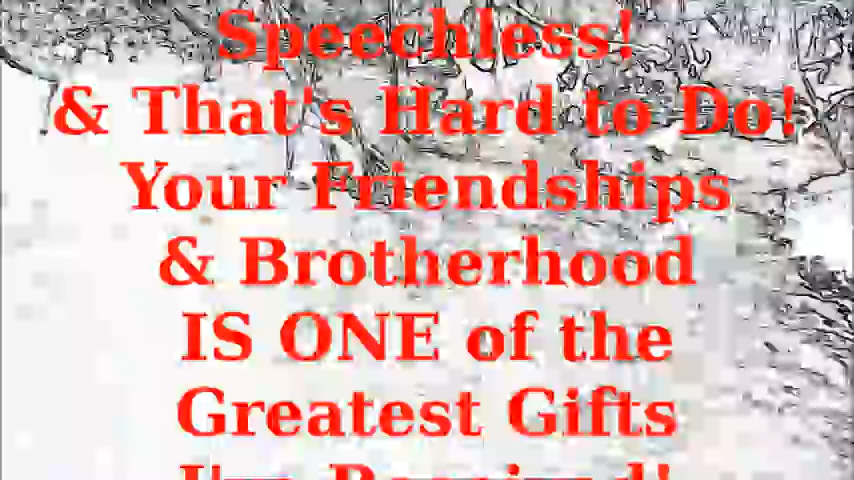 Speechless!
& That's Hard to Do!
Your Friendships
& Brotherhood
IS ONE of the
Greatest Gifts
I'm